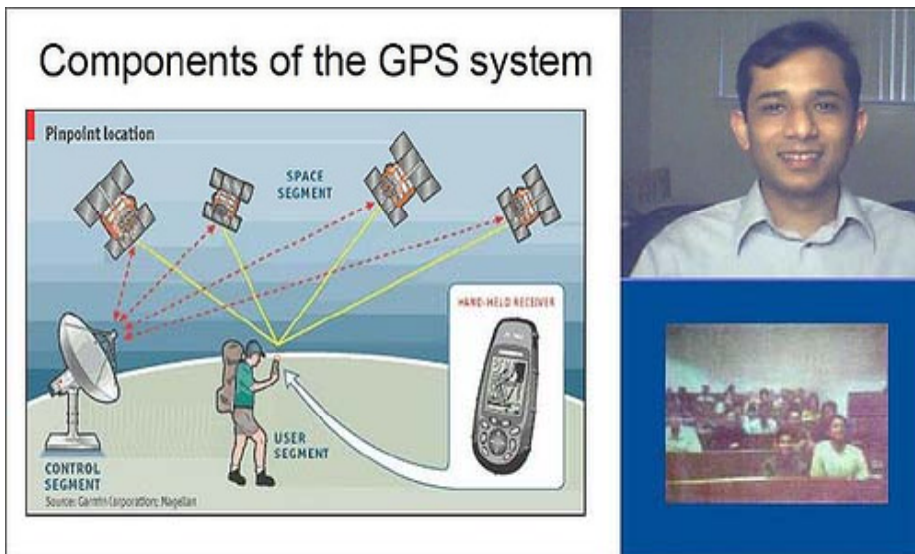 Components of the GPS system
Pinpoint location
SPACE
SEGMENT
HAND-HELD RECEIVER
USER
SEGMENT
CONTROL
SEGMENT
Source: Garmin Corporation; Magellan